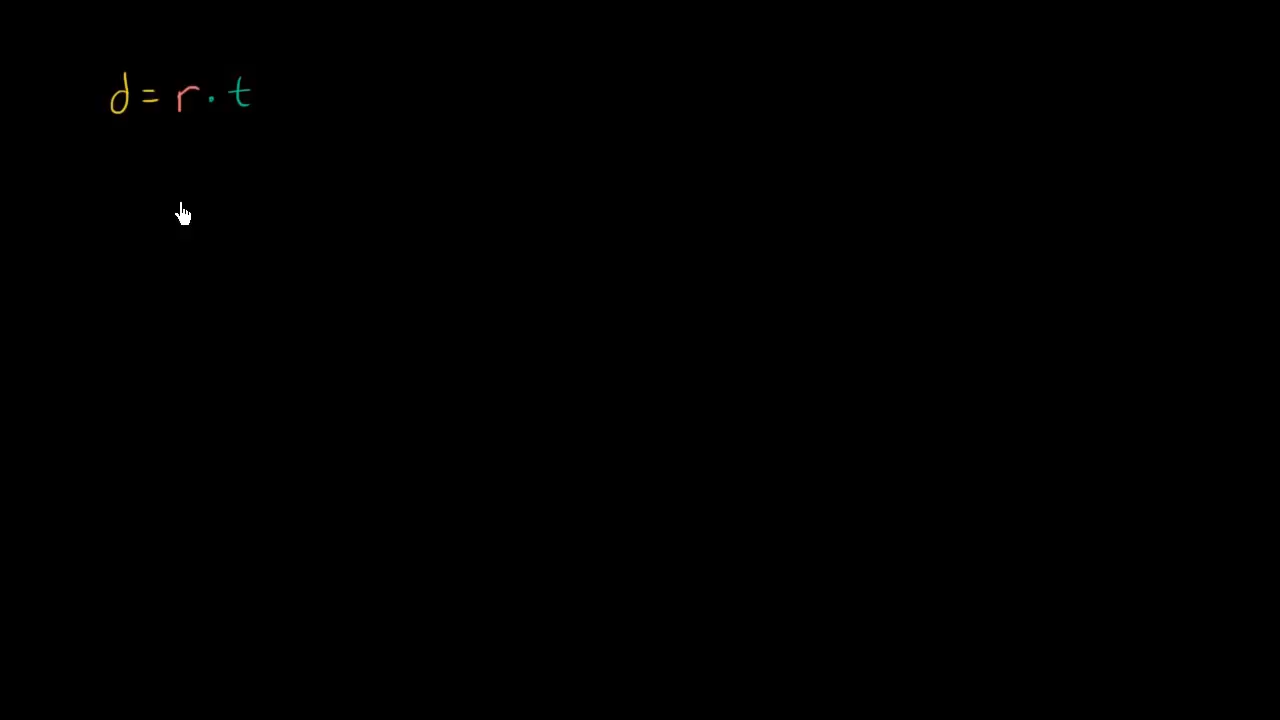 d = r · t